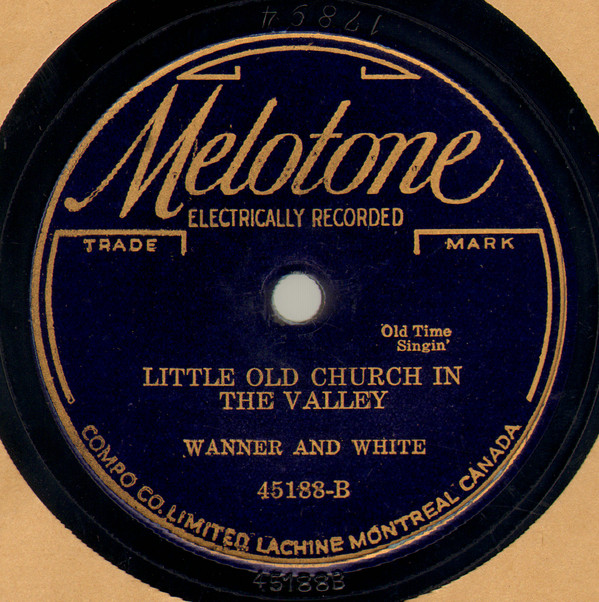 17894
Melotone
ELECTRICALLY RECORDED
TRADE MARK
Old Time
Singin'
LITTLE OLD CHURCH IN
THE VALLEY
WANNER AND WHITE
45188-B
COMPO CO. LIMITED LACHINE MONTREAL CANADA
45188B